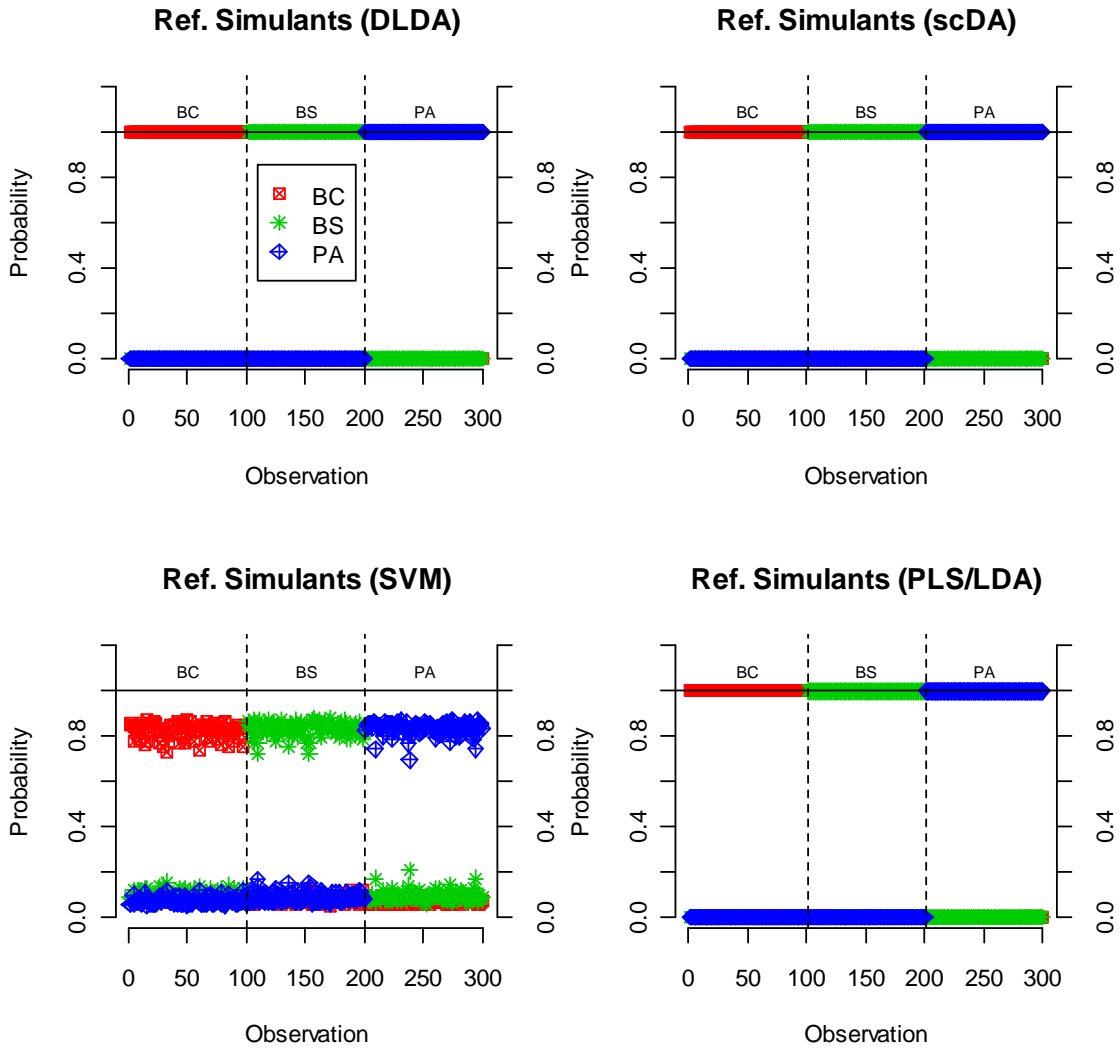 Ref. Simulants (DLDA)
BC BS PA
Probability
0.0 0.4 0.8
0.0 0.4 0.8
BC
BS
PA
0 50 100 150 200 250 300
Observation
Ref. Simulants (scDA)
BC BS PA
Probability
0.0 0.4 0.8
0.0 0.4 0.8
0 50 100 150 200 250 300
Observation
Ref. Simulants (SVM)
BC BS PA
Probability
0.0 0.4 0.8
0.0 0.4 0.8
0 50 100 150 200 250 300
Observation
Ref. Simulants (PLS/LDA)
BC BS PA
Probability
0.0 0.4 0.8
0.0 0.4 0.8
0 50 100 150 200 250 300
Observation